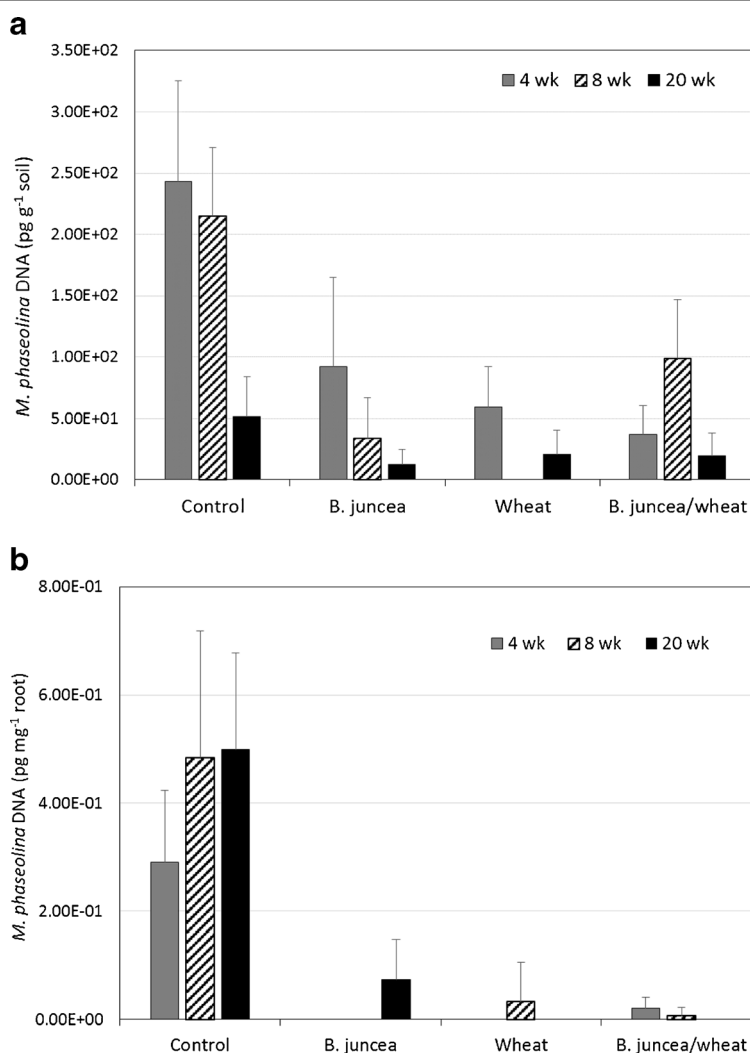 a
3.50E+02
4 wk 8 wk 20 wk
3.00E+02
2.50E+02
2.00E+02
1.50E+02
1.00E+02
5.00E+01
0.00E+00
M. phaseolina DNA (pg g⁻¹ soil)
Control B. juncea Wheat B. juncea/wheat
b
8.00E-01
4 wk 8 wk 20 wk
6.00E-01
4.00E-01
2.00E-01
0.00E+00
M. phaseolina DNA (pg mg⁻¹ root)
Control B. juncea Wheat B. juncea/wheat